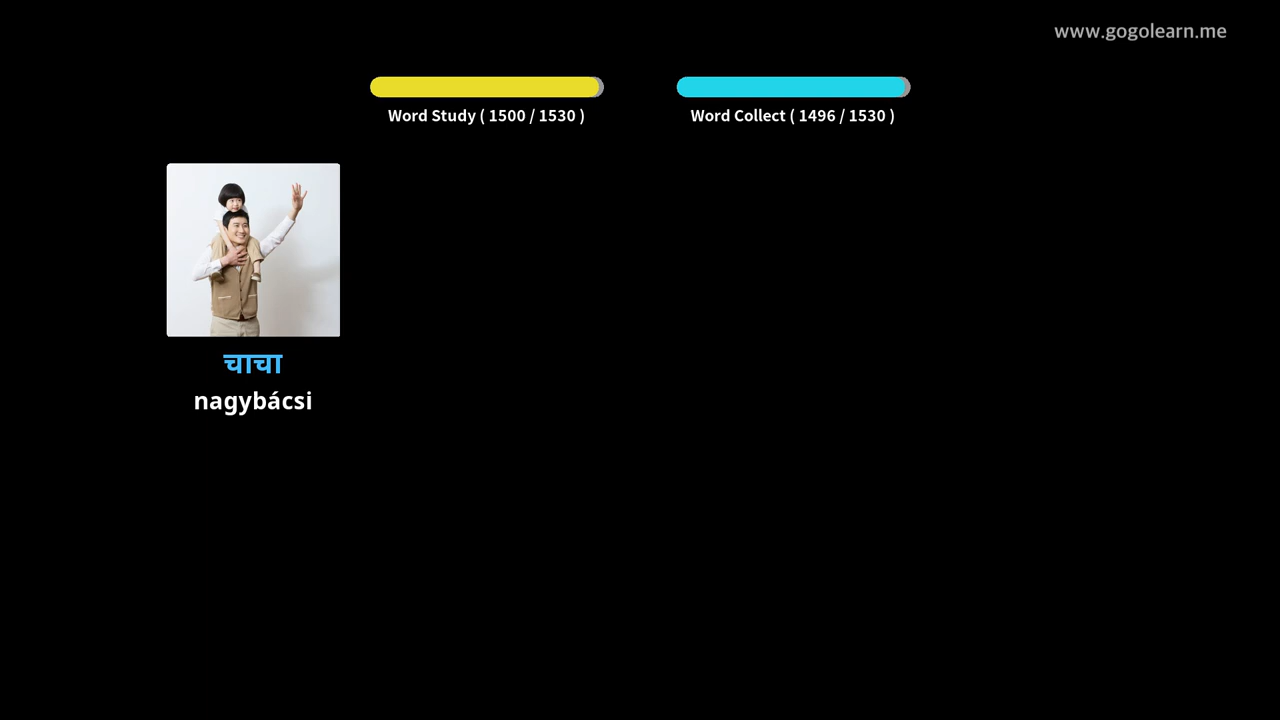 www.gogolearn.me
Word Study ( 1500 / 1530 )
Word Collect ( 1496 / 1530 )
चाचा
nagybácsi